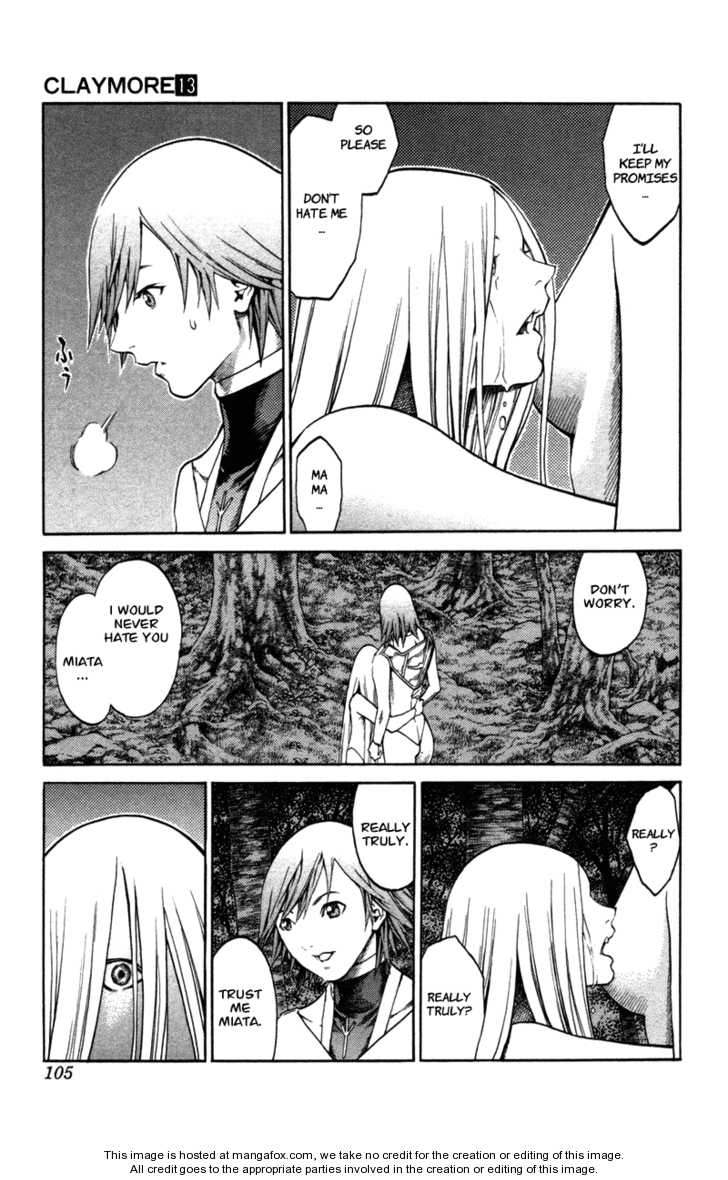 CLAYMORE 13
I'LL
KEEP MY
PROMISES
...
SO
PLEASE
DON'T
HATE ME
...
MA
MA
...
ふぅ
DON'T
WORRY.
I WOULD
NEVER
HATE YOU
MIATA
...
REALLY
?
REALLY
TRULY?
REALLY
TRULY.
TRUST
ME
MIATA.
105
This image is hosted at mangafox.com, we take no credit for the creation or editing of this image.
All credit goes to the appropriate parties involved in the creation or editing of this image.